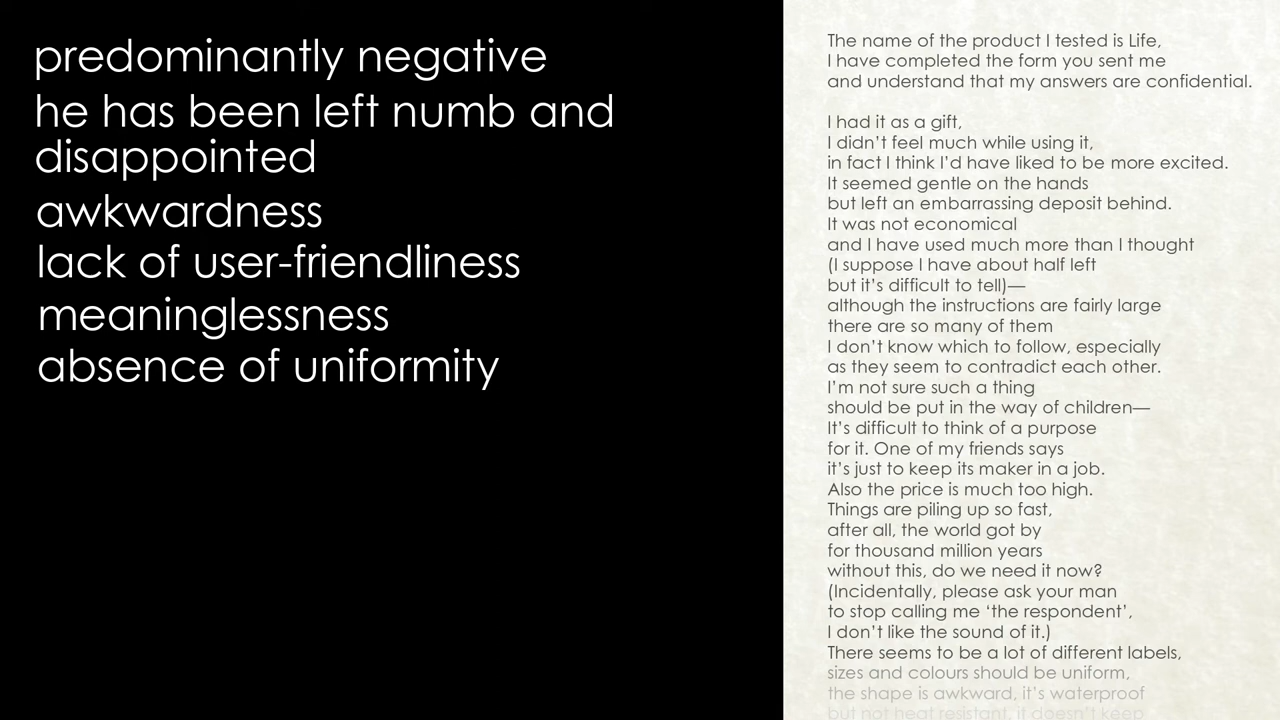 predominantly negative
he has been left numb and
disappointed
awkwardness
lack of user-friendliness
meaninglessness
absence of uniformity
The name of the product I tested is Life,
I have completed the form you sent me
and understand that my answers are confidential.
I had it as a gift,
I didn’t feel much while using it,
in fact I think I’d have liked to be more excited.
It seemed gentle on the hands
but left an embarrassing deposit behind.
It was not economical
and I have used much more than I thought
(I suppose I have about half left
but it’s difficult to tell)—
although the instructions are fairly large
there are so many of them
I don’t know which to follow, especially
as they seem to contradict each other.
I’m not sure such a thing
should be put in the way of children—
It’s difficult to think of a purpose
for it. One of my friends says
it’s just to keep its maker in a job.
Also the price is much too high.
Things are piling up so fast,
after all, the world got by
for thousand million years
without this, do we need it now?
(Incidentally, please ask your man
to stop calling me ‘the respondent’,
I don’t like the sound of it.)
There seems to be a lot of different labels,
sizes and colours should be uniform,
the shape is awkward, it’s waterproof
but not heat resistant, it doesn’t keep